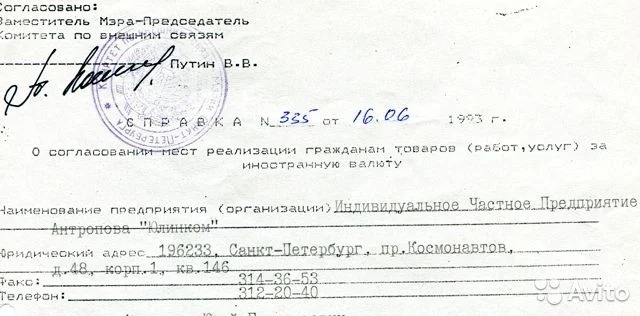 Согласовано:
Заместитель Мэра-Председатель
Комитета по внешним связям
Путин В.В.
СПРАВКА N 335 от 16.06 1993 г.
О согласовании мест реализации гражданам товаров (работ,услуг) за
иностранную валюту
Наименование предприятия (организации) Индивидуальное Частное Предприятие
Антропова "Юлинком"
Юридический адрес 196233, Санкт-Петербург, пр.Космонавтов,
д.48, корп.1, кв.146
Факс: 314-36-53
Телефон: 312-20-40
Avito